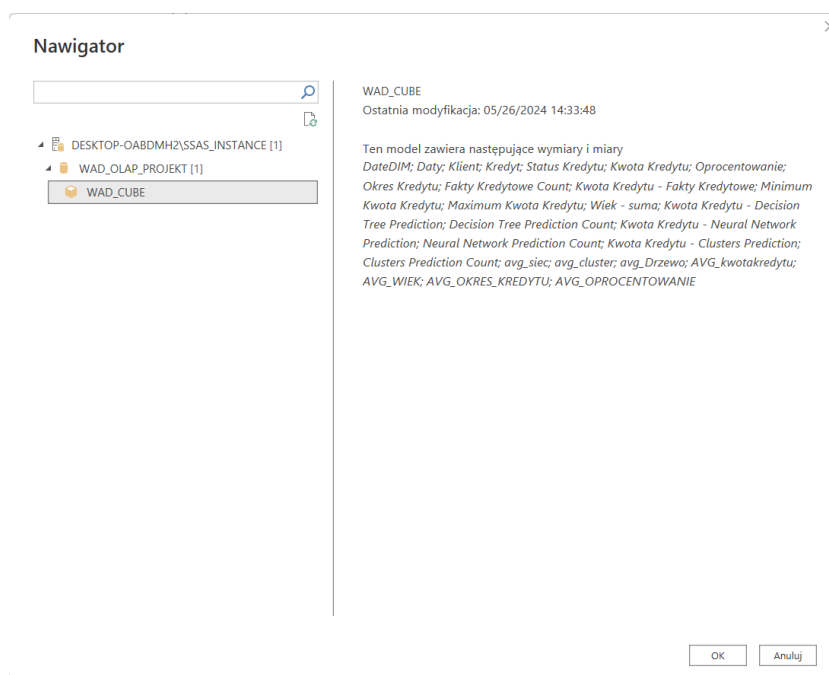 Nawigator
DESKTOP-OABDMH2\SSAS_INSTANCE [1]
WAD_OLAP_PROJEKT [1]
WAD_CUBE
WAD_CUBE
Ostatnia modyfikacja: 05/26/2024 14:33:48
Ten model zawiera następujące wymiary i miary
DateDIM; Daty; Klient; Kredyt; Status Kredytu; Kwota Kredytu; Oprocentowanie;
Okres Kredytu; Fakty Kredytowe Count; Kwota Kredytu - Fakty Kredytowe; Minimum
Kwota Kredytu; Maximum Kwota Kredytu; Wiek - suma; Kwota Kredytu - Decision
Tree Prediction; Decision Tree Prediction Count; Kwota Kredytu - Neural Network
Prediction; Neural Network Prediction Count; Kwota Kredytu - Clusters Prediction;
Clusters Prediction Count; avg_siec; avg_cluster; avg_Drzewo; AVG_kwotakredytu;
AVG_WIEK; AVG_OKRES_KREDYTU; AVG_OPROCENTOWANIE
OK
Anuluj